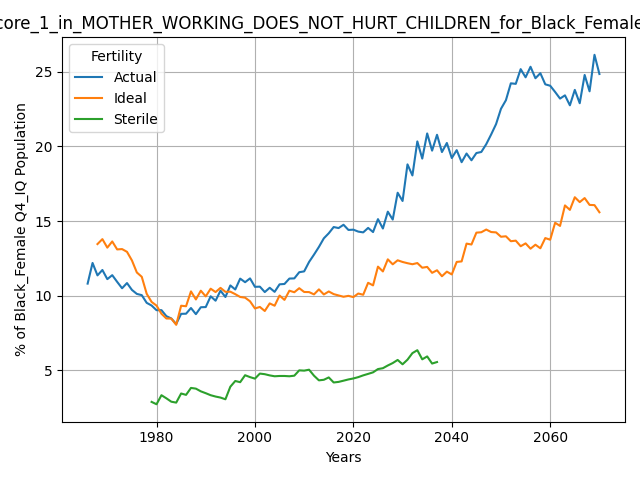 core_1_in_MOTHER_WORKING_DOES_NOT_HURT_CHILDREN_for_Black_Female
Fertility
Actual
Ideal
Sterile
% of Black_Female Q4_IQ Population
25
20
15
10
5
1980 2000 2020 2040 2060
Years